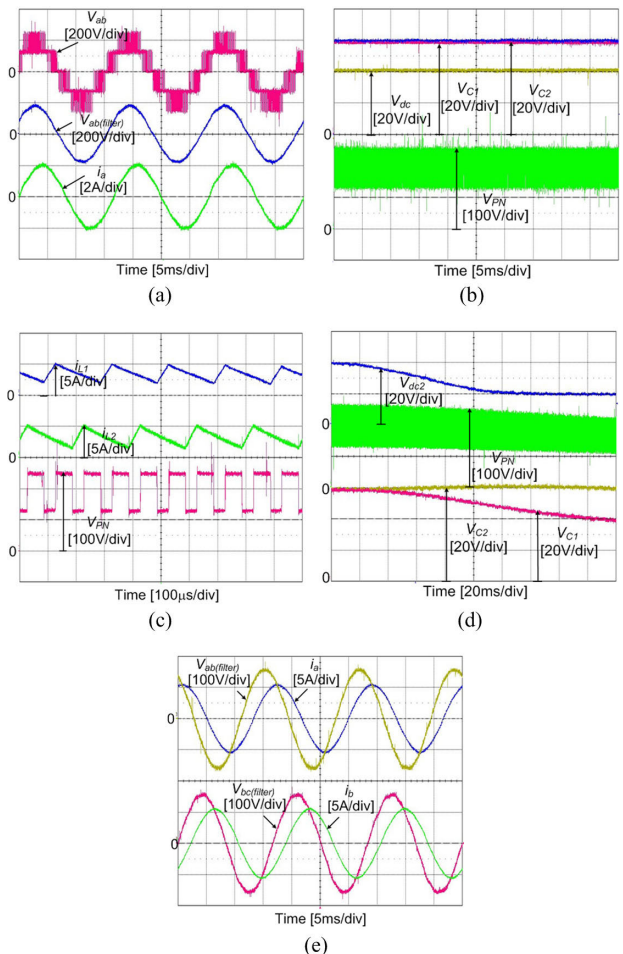 V_ab
[200V/div]
0
V_ab(filter)
[200V/div]
0
i_a
[2A/div]
0
Time [5ms/div]
(a)
V_dc
[20V/div]
V_C1
[20V/div]
V_C2
[20V/div]
0
V_PN
[100V/div]
0
Time [5ms/div]
(b)
i_L1
[5A/div]
0
i_L2
[5A/div]
0
V_PN
[100V/div]
0
Time [100μs/div]
(c)
V_dc2
[20V/div]
0
V_PN
[100V/div]
0
V_C2
[20V/div]
V_C1
[20V/div]
0
Time [20ms/div]
(d)
V_ab(filter)
[100V/div]
i_a
[5A/div]
0
V_bc(filter)
[100V/div]
i_b
[5A/div]
0
Time [5ms/div]
(e)